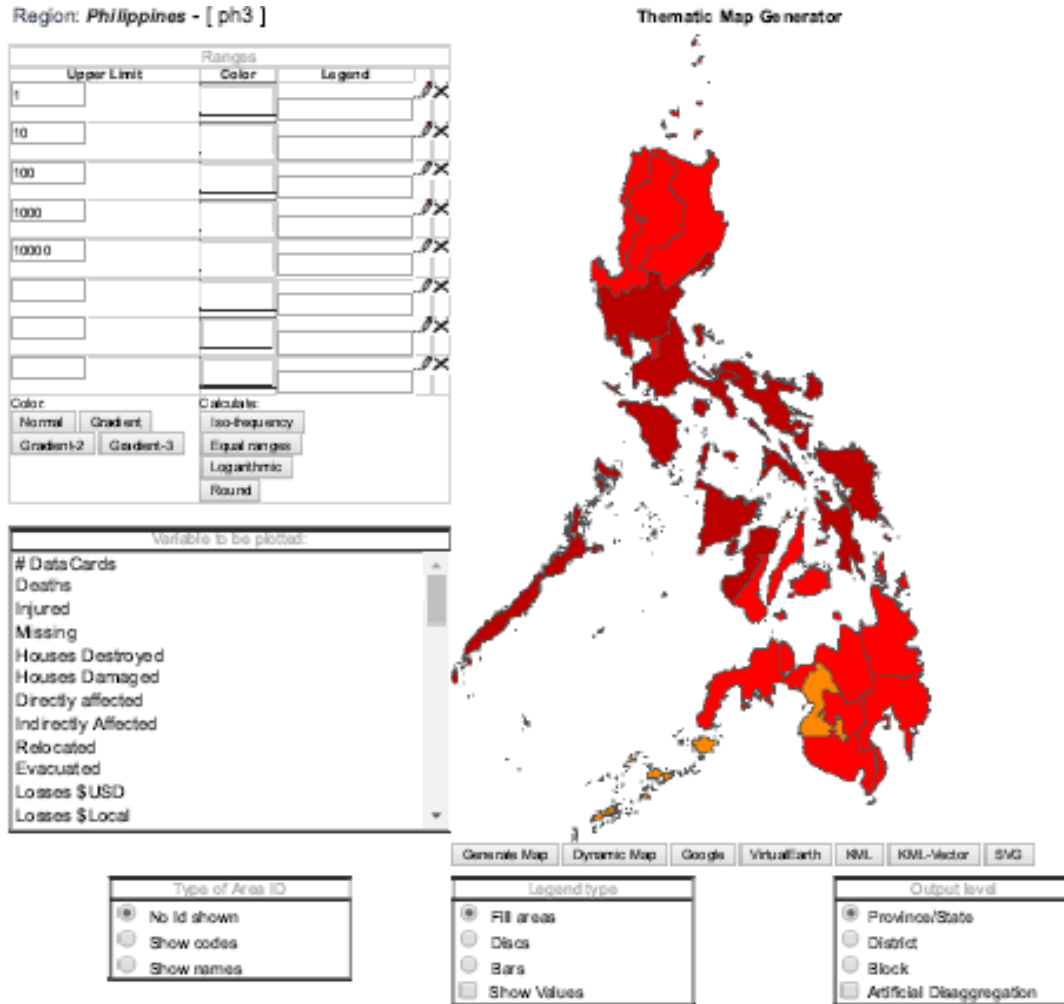 Region: Philippines - [ ph3 ]
Thematic Map Generator
Ranges
Upper Limit Color Legend
1
10
100
1000
10000
Color: Calculate:
Normal Gradient Iso-frequency
Gradient-2 Gradient-3 Equal ranges
Logarithmic
Round
Variable to be plotted:
# DataCards
Deaths
Injured
Missing
Houses Destroyed
Houses Damaged
Directly affected
Indirectly Affected
Relocated
Evacuated
Losses $USD
Losses $Local
Generate Map Dynamic Map Google VirtualEarth KML KML-Vector SVG
Type of Area ID
No Id shown
Show codes
Show names
Legend type
Fill areas
Discs
Bars
Show Values
Output level
Province/State
District
Block
Artificial Disaggregation